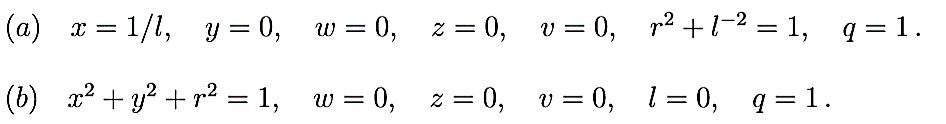 (a) x = 1/l, y = 0, w = 0, z = 0, v = 0, r² + l⁻² = 1, q = 1 .
(b) x² + y² + r² = 1, w = 0, z = 0, v = 0, l = 0, q = 1 .